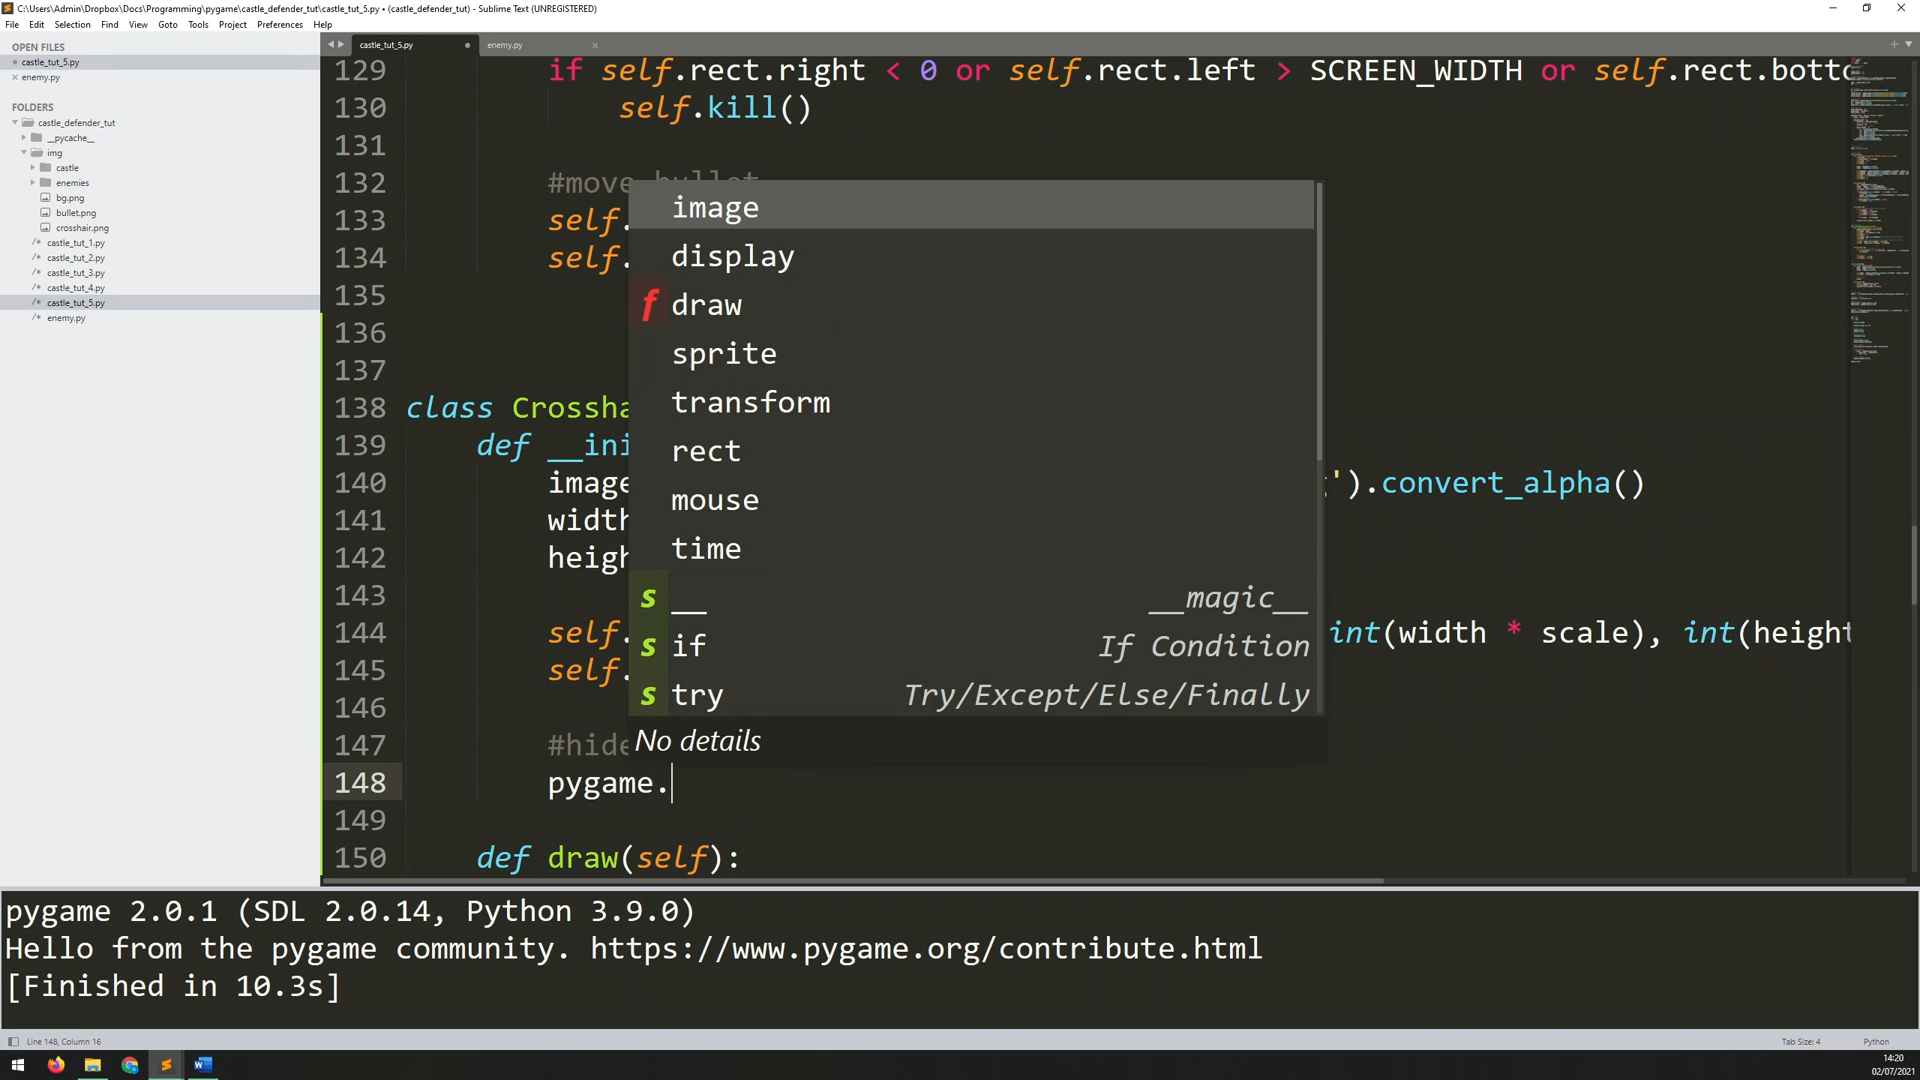 C:\Users\Admin\Dropbox\Docs\Programming\pygame\castle_defender_tut\castle_tut_5.py • (castle_defender_tut) - Sublime Text (UNREGISTERED)
File Edit Selection Find View Goto Tools Project Preferences Help
OPEN FILES
castle_tut_5.py
enemy.py
FOLDERS
castle_defender_tut
__pycache__
img
castle
enemies
bg.png
bullet.png
crosshair.png
castle_tut_1.py
castle_tut_2.py
castle_tut_3.py
castle_tut_4.py
castle_tut_5.py
enemy.py
castle_tut_5.py enemy.py
129 if self.rect.right < 0 or self.rect.left > SCREEN_WIDTH or self.rect.botto
130 self.kill()
131
132 #move bullet
133 self.
134 self.
135
136
137
138 class Crossha
139 def __ini
140 image ').convert_alpha()
141 width
142 heigh
143
144 self. int(width * scale), int(height
145 self.
146
147 #hide
148 pygame.
149
150 def draw(self):
image
display
f draw
sprite
transform
rect
mouse
time
s __ __magic__
s if If Condition
s try Try/Except/Else/Finally
No details
pygame 2.0.1 (SDL 2.0.14, Python 3.9.0)
Hello from the pygame community. https://www.pygame.org/contribute.html
[Finished in 10.3s]
Line 148, Column 16
Tab Size: 4 Python
14:20
02/07/2021